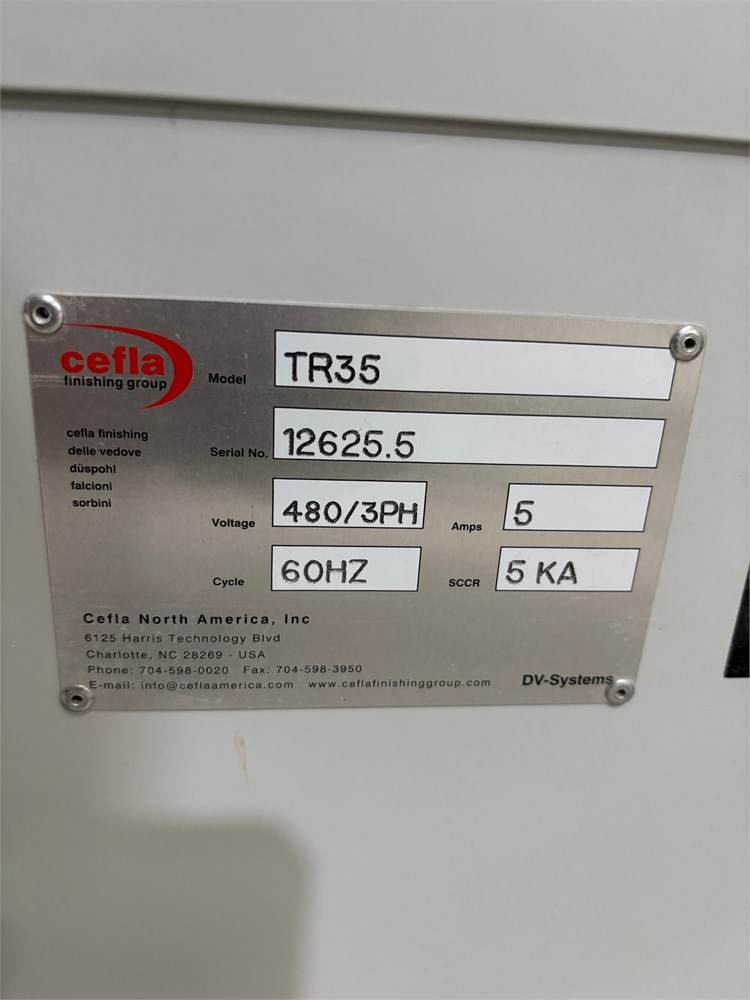 cefla
finishing group
Model TR35
cefla finishing
delle vedove
düspohl
falcioni
sorbini
Serial No. 12625.5
Voltage 480/3PH Amps 5
Cycle 60HZ SCCR 5 KA
Cefla North America, Inc
6125 Harris Technology Blvd
Charlotte, NC 28269 - USA
Phone: 704-598-0020 Fax: 704-598-3950
E-mail: info@ceflaamerica.com www.ceflafinishinggroup.com
DV-Systems